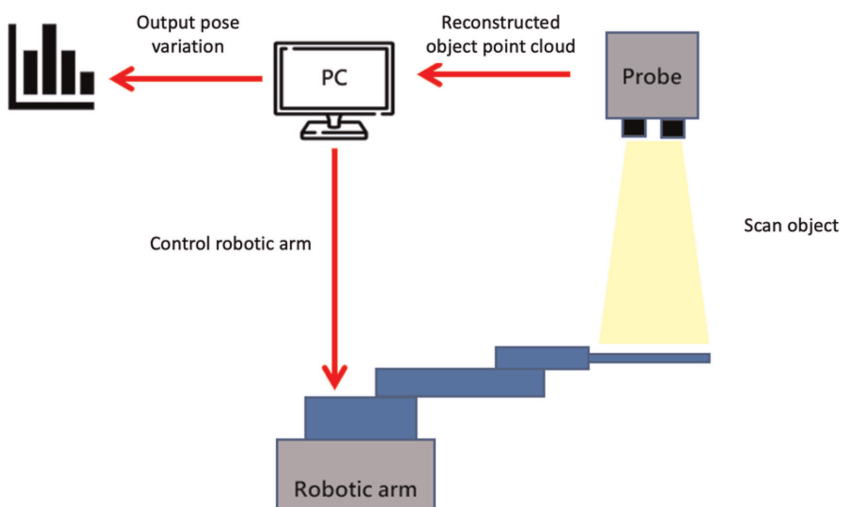 Output pose
variation
Reconstructed
object point cloud
PC
Probe
Scan object
Control robotic arm
Robotic arm